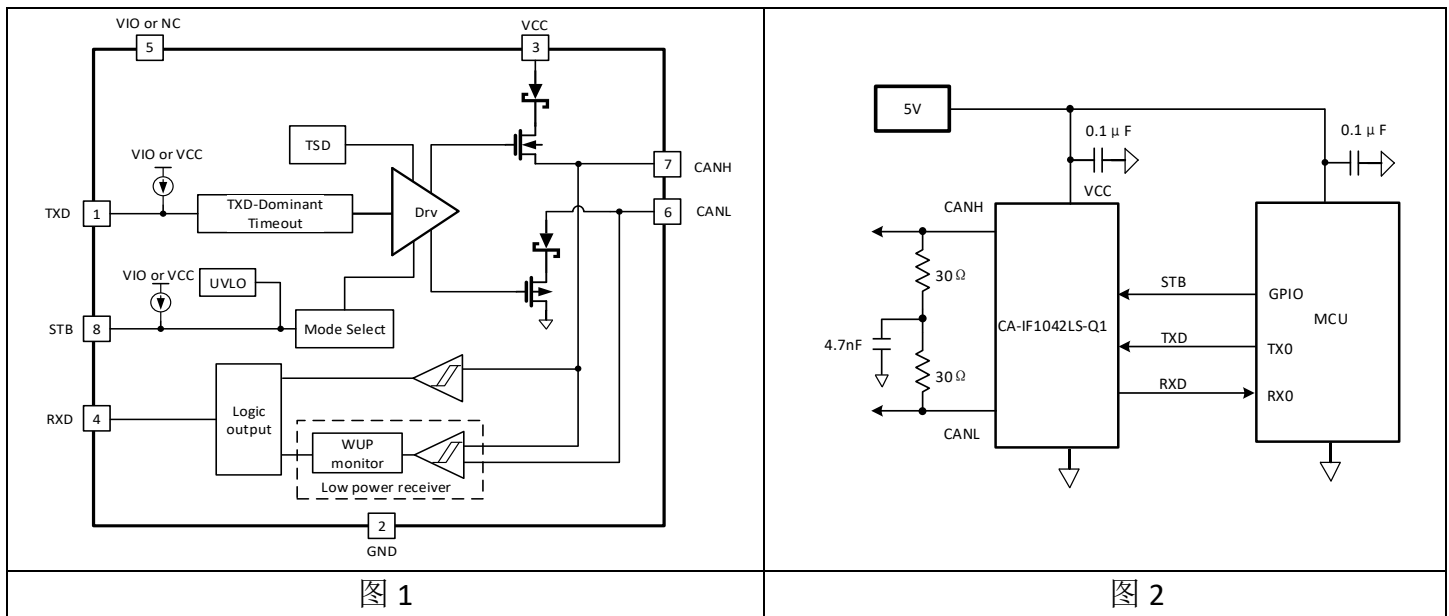 VIO or NC
5
VCC
3
TSD
VIO or VCC
TXD
1
TXD-Dominant
Timeout
Drv
7
CANH
6
CANL
VIO or VCC
UVLO
STB
8
Mode Select
RXD
4
Logic
output
WUP
monitor
Low power receiver
2
GND
图 1
5V
0.1 μ F
0.1 μ F
VCC
CANH
30Ω
4.7nF
30Ω
CANL
CA-IF1042LS-Q1
STB
TXD
RXD
GPIO
MCU
TX0
RX0
图 2